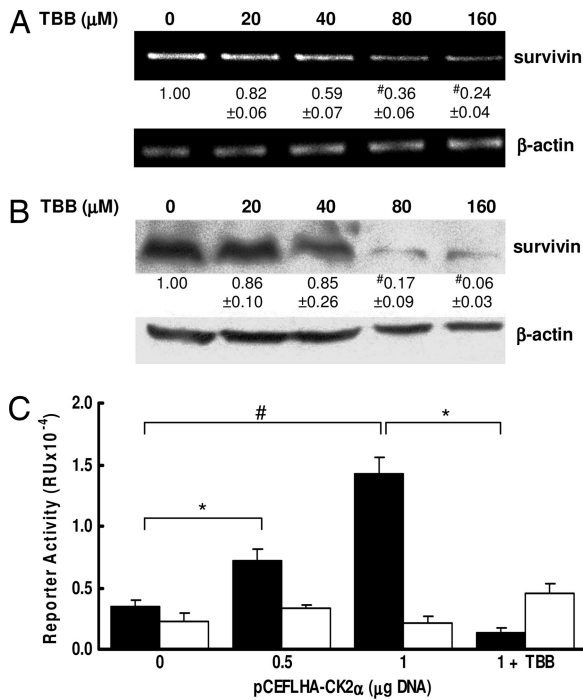 A TBB (μM) 0 20 40 80 160
survivin
1.00 0.82 0.59 #0.36 #0.24
±0.06 ±0.07 ±0.06 ±0.04
β-actin
B TBB (μM) 0 20 40 80 160
survivin
1.00 0.86 0.85 #0.17 #0.06
±0.10 ±0.26 ±0.09 ±0.03
β-actin
C
Reporter Activity (RUx10⁻⁴)
2.0
1.5
1.0
0.5
0.0
#
*
*
0 0.5 1 1 + TBB
pCEFLHA-CK2α (μg DNA)